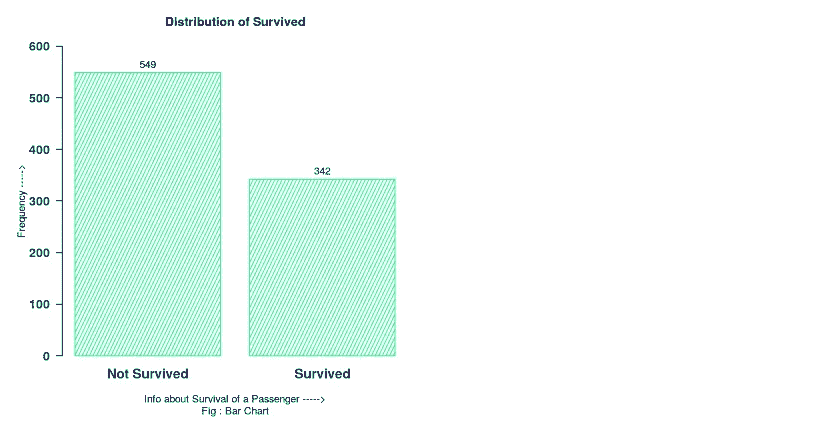 Distribution of Survived
600
549
500
400
342
300
200
100
0
Frequency ----->
Not Survived Survived
Info about Survival of a Passenger ----->
Fig : Bar Chart